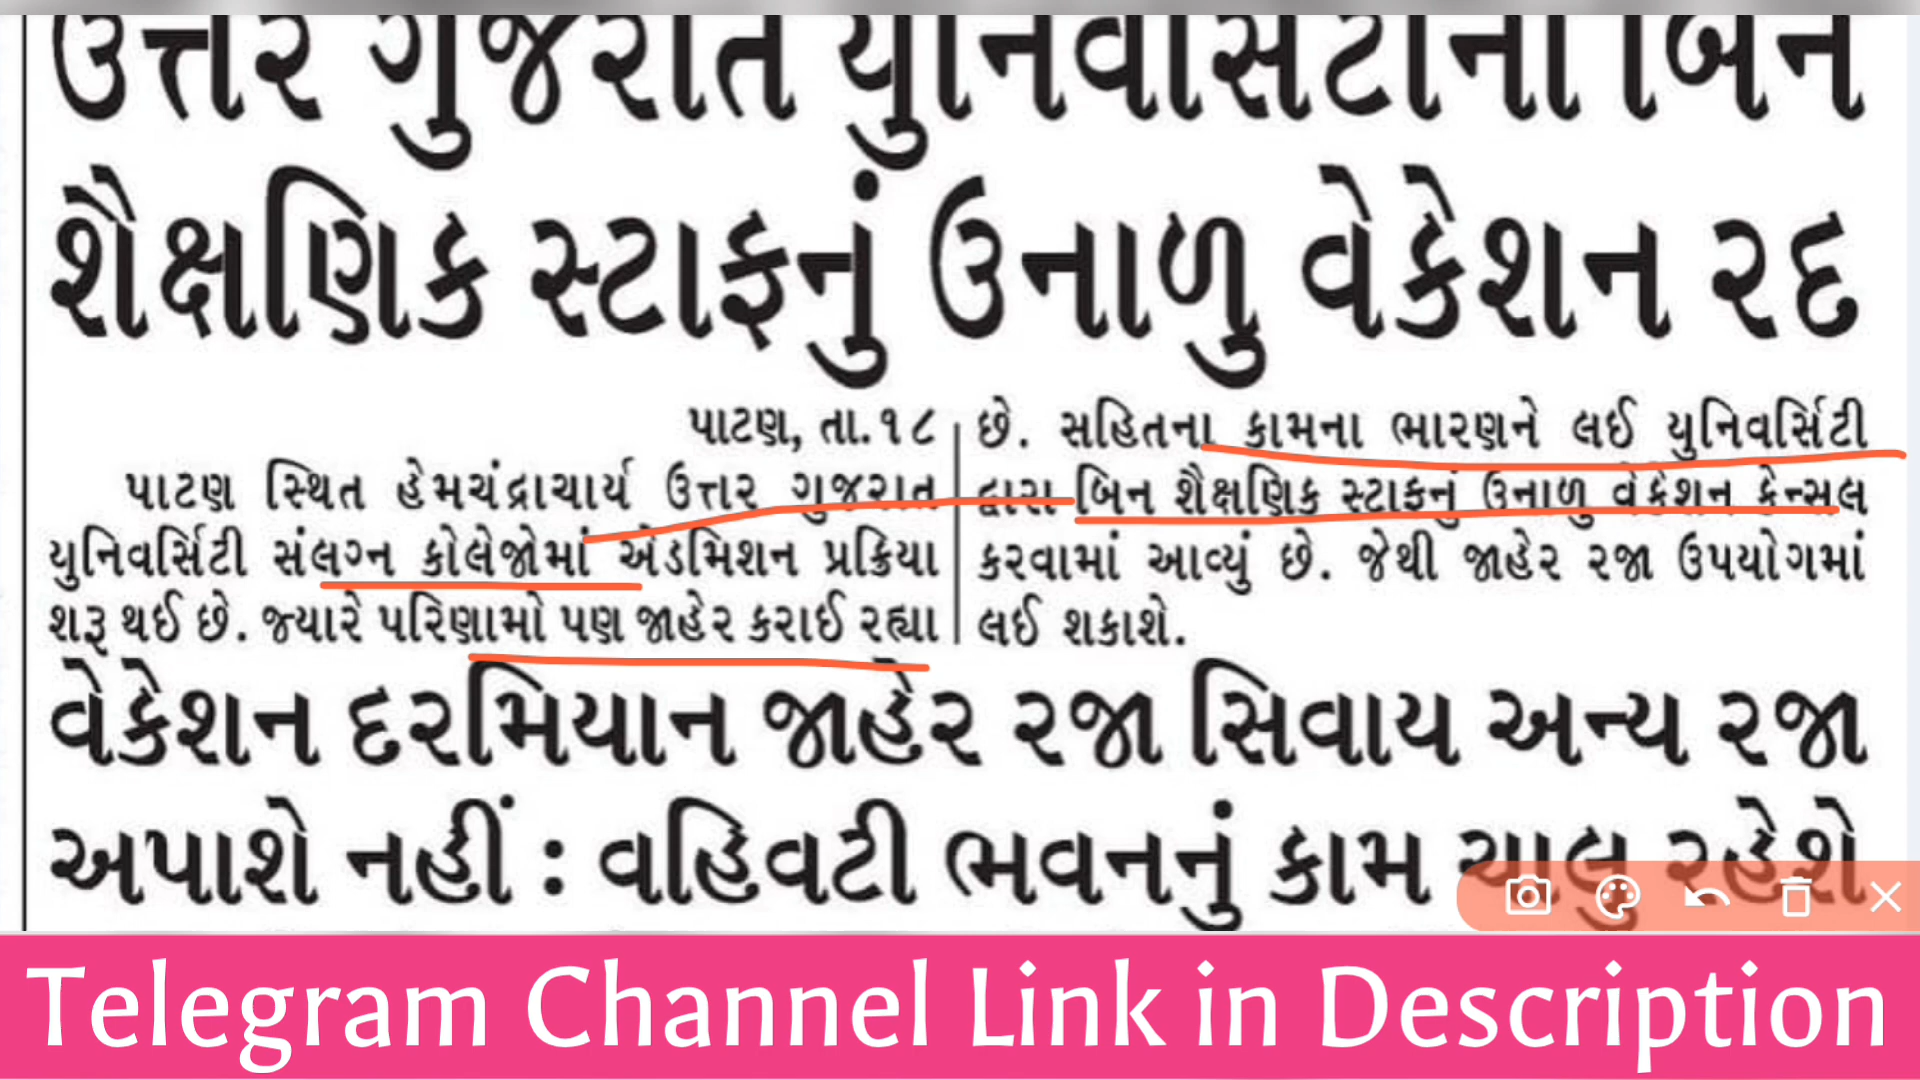 ઉત્તર ગુજરાત યુનિવર્સિટીના બિન
શૈક્ષણિક સ્ટાફનું ઉનાળુ વેકેશન રદ
પાટણ, તા.૧૮
પાટણ સ્થિત હેમચંદ્રાચાર્ય ઉત્તર ગુજરાત
યુનિવર્સિટી સંલગ્ન કોલેજોમાં એડમિશન પ્રક્રિયા
શરૂ થઈ છે. જ્યારે પરિણામો પણ જાહેર કરાઈ રહ્યા
છે. સહિતના કામના ભારણને લઈ યુનિવર્સિટી
દ્વારા બિન શૈક્ષણિક સ્ટાફનું ઉનાળુ વેકેશન કેન્સલ
કરવામાં આવ્યું છે. જેથી જાહેર રજા ઉપયોગમાં
લઈ શકાશે.
વેકેશન દરમિયાન જાહેર રજા સિવાય અન્ય રજા
અપાશે નહીં : વહિવટી ભવનનું કામ ચાલુ રહેશે
Telegram Channel Link in Description